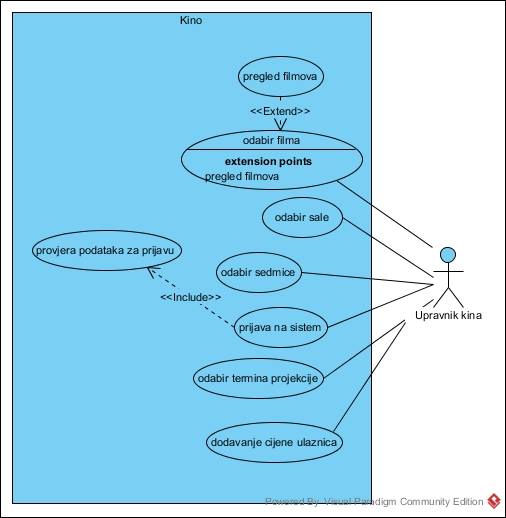 Kino
pregled filmova
<<Extend>>
odabir filma
extension points
pregled filmova
odabir sale
provjera podataka za prijavu
odabir sedmice
<<Include>>
prijava na sistem
Upravnik kina
odabir termina projekcije
dodavanje cijene ulaznica
Powered By Visual Paradigm Community Edition